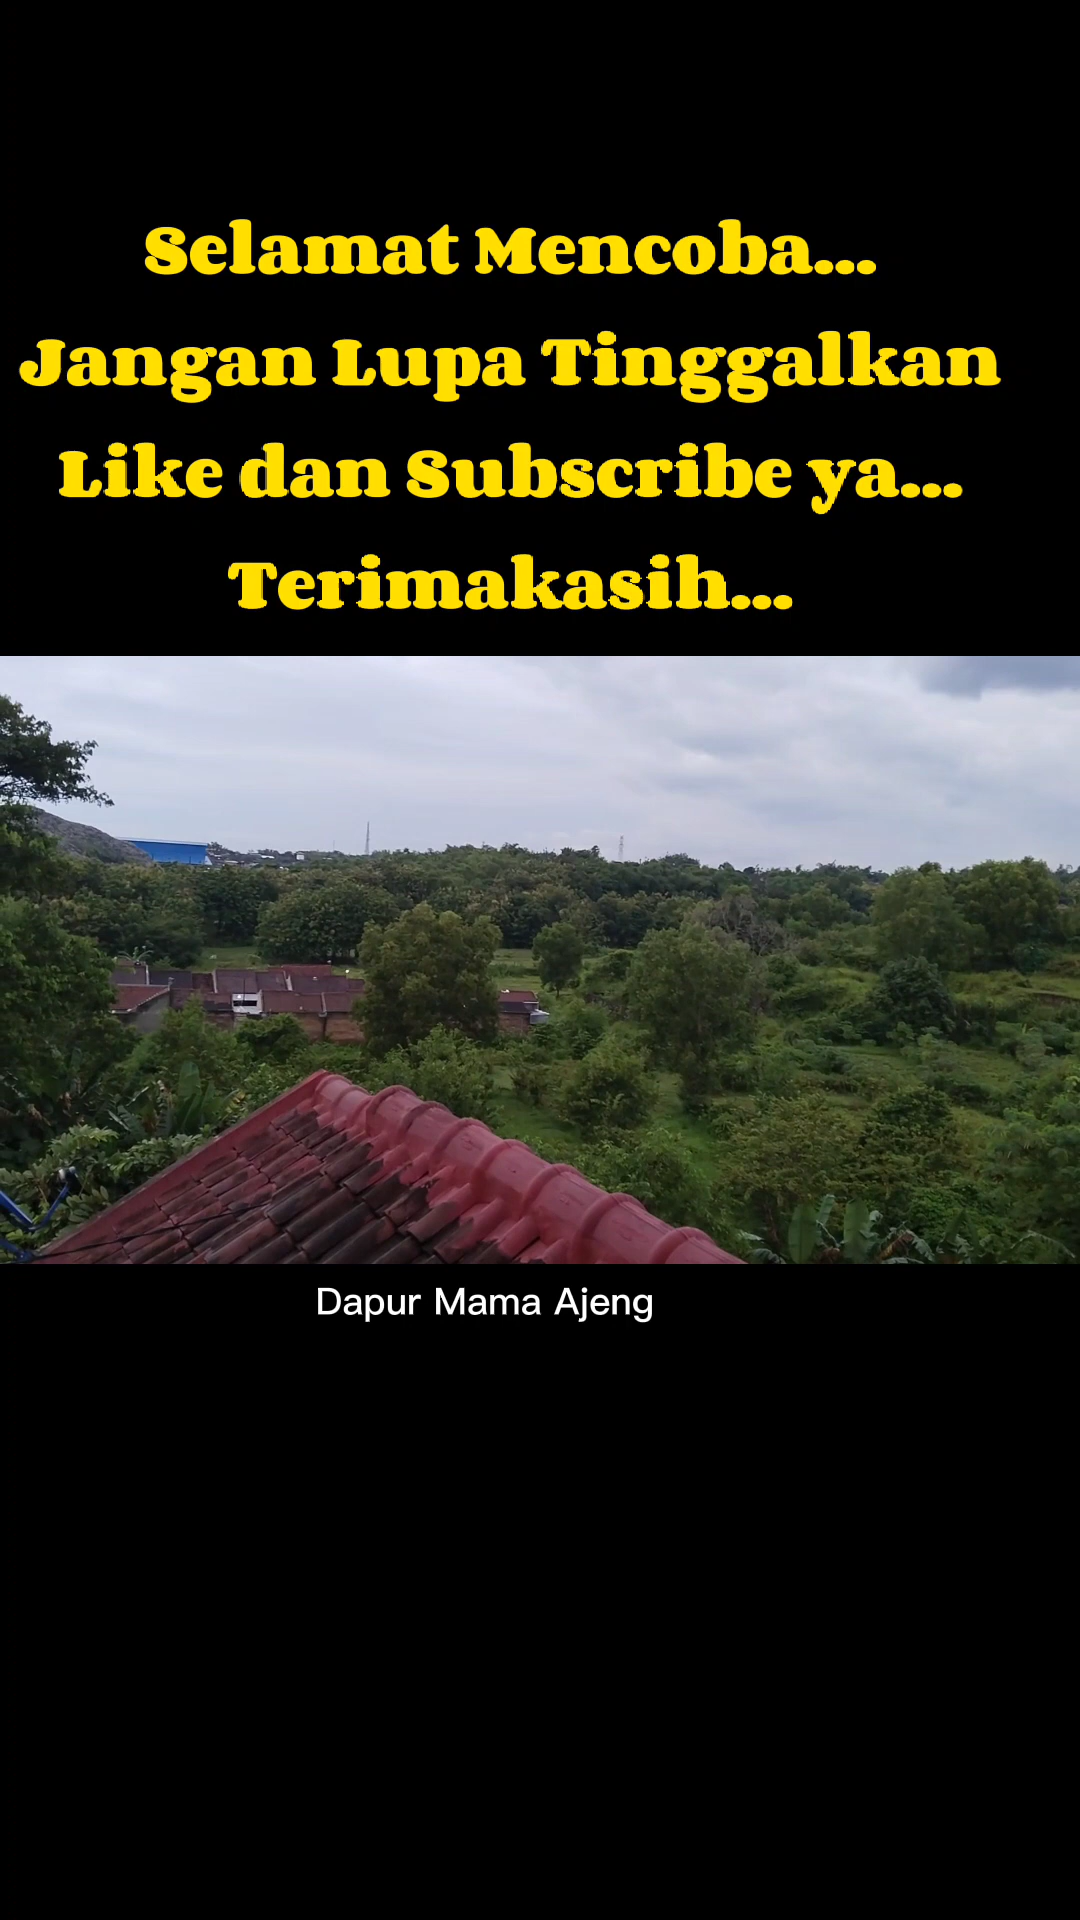 Selamat Mencoba...
Jangan Lupa Tinggalkan
Like dan Subscribe ya...
Terimakasih...
Dapur Mama Ajeng